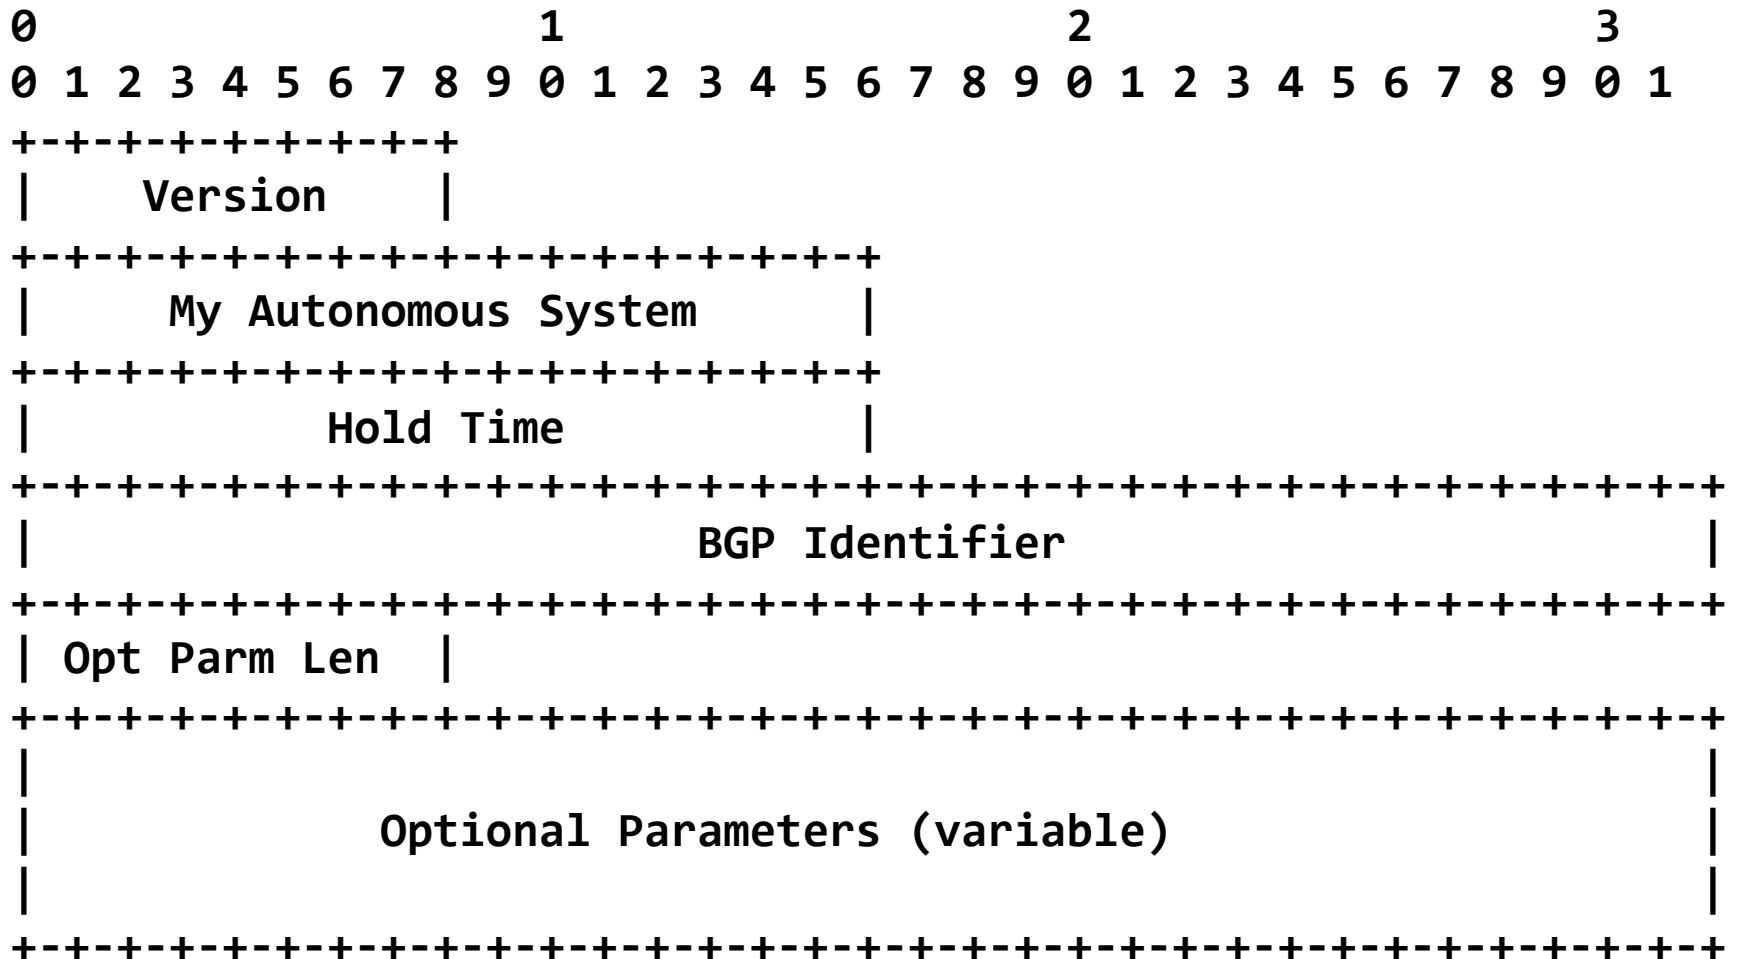 0                   1                   2                   3
0 1 2 3 4 5 6 7 8 9 0 1 2 3 4 5 6 7 8 9 0 1 2 3 4 5 6 7 8 9 0 1
+-+-+-+-+-+-+-+-+
|    Version    |
+-+-+-+-+-+-+-+-+-+-+-+-+-+-+-+-+
|     My Autonomous System      |
+-+-+-+-+-+-+-+-+-+-+-+-+-+-+-+-+
|           Hold Time           |
+-+-+-+-+-+-+-+-+-+-+-+-+-+-+-+-+-+-+-+-+-+-+-+-+-+-+-+-+-+-+-+-+
|                         BGP Identifier                        |
+-+-+-+-+-+-+-+-+-+-+-+-+-+-+-+-+-+-+-+-+-+-+-+-+-+-+-+-+-+-+-+-+
| Opt Parm Len  |
+-+-+-+-+-+-+-+-+-+-+-+-+-+-+-+-+-+-+-+-+-+-+-+-+-+-+-+-+-+-+-+-+
|                                                               |
|             Optional Parameters (variable)                    |
|                                                               |
+-+-+-+-+-+-+-+-+-+-+-+-+-+-+-+-+-+-+-+-+-+-+-+-+-+-+-+-+-+-+-+-+